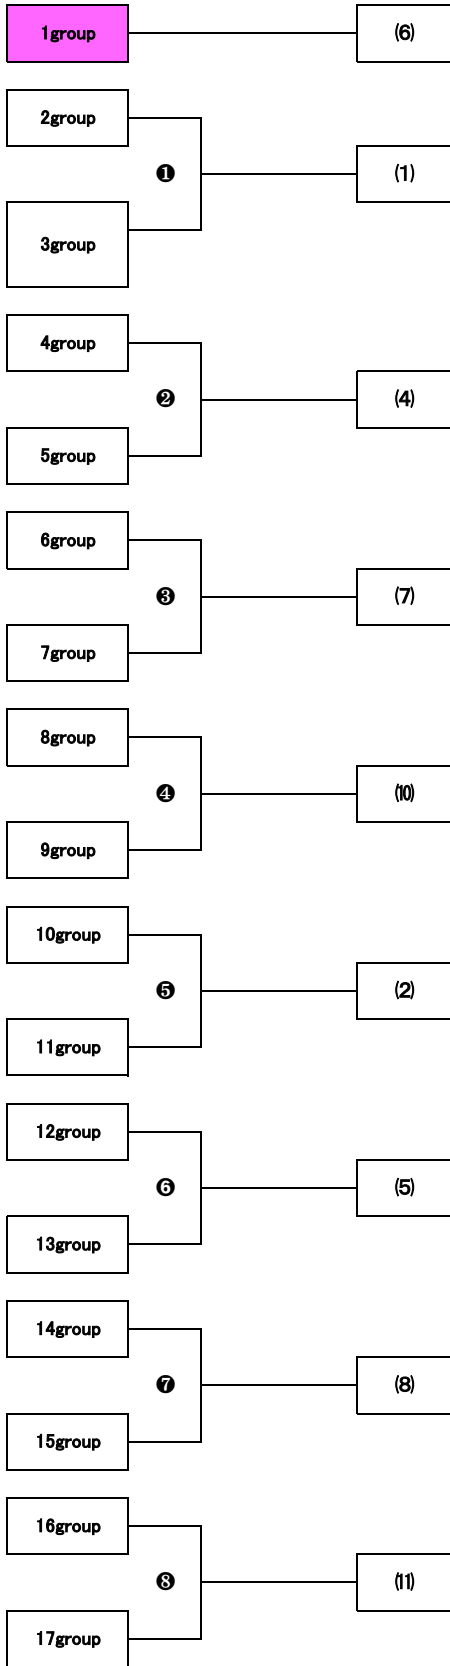 1group
⑹
2group
❶
⑴
3group
4group
❷
⑷
5group
6group
❸
⑺
7group
8group
❹
⑽
9group
10group
❺
⑵
11group
12group
❻
⑸
13group
14group
❼
⑻
15group
16group
❽
⑾
17group